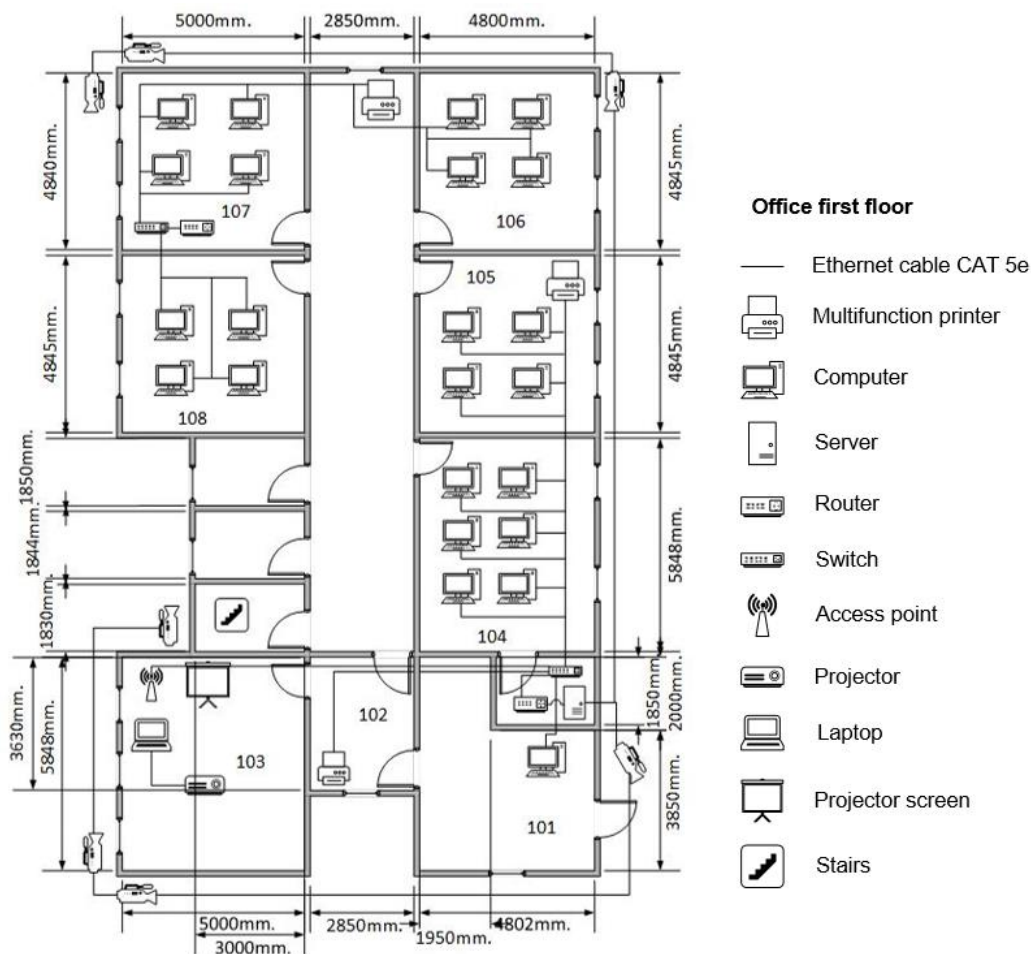 5000mm.
2850mm.
4800mm.
4840mm.
4845mm.
107
106
4845mm.
105
4845mm.
108
1850mm.
1844mm.
1830mm.
5848mm.
104
3630mm.
5848mm.
102
103
101
1850mm.
2000mm.
3850mm.
5000mm.
2850mm.
4802mm.
1950mm.
3000mm.
Office first floor
Ethernet cable CAT 5e
Multifunction printer
Computer
Server
Router
Switch
Access point
Projector
Laptop
Projector screen
Stairs